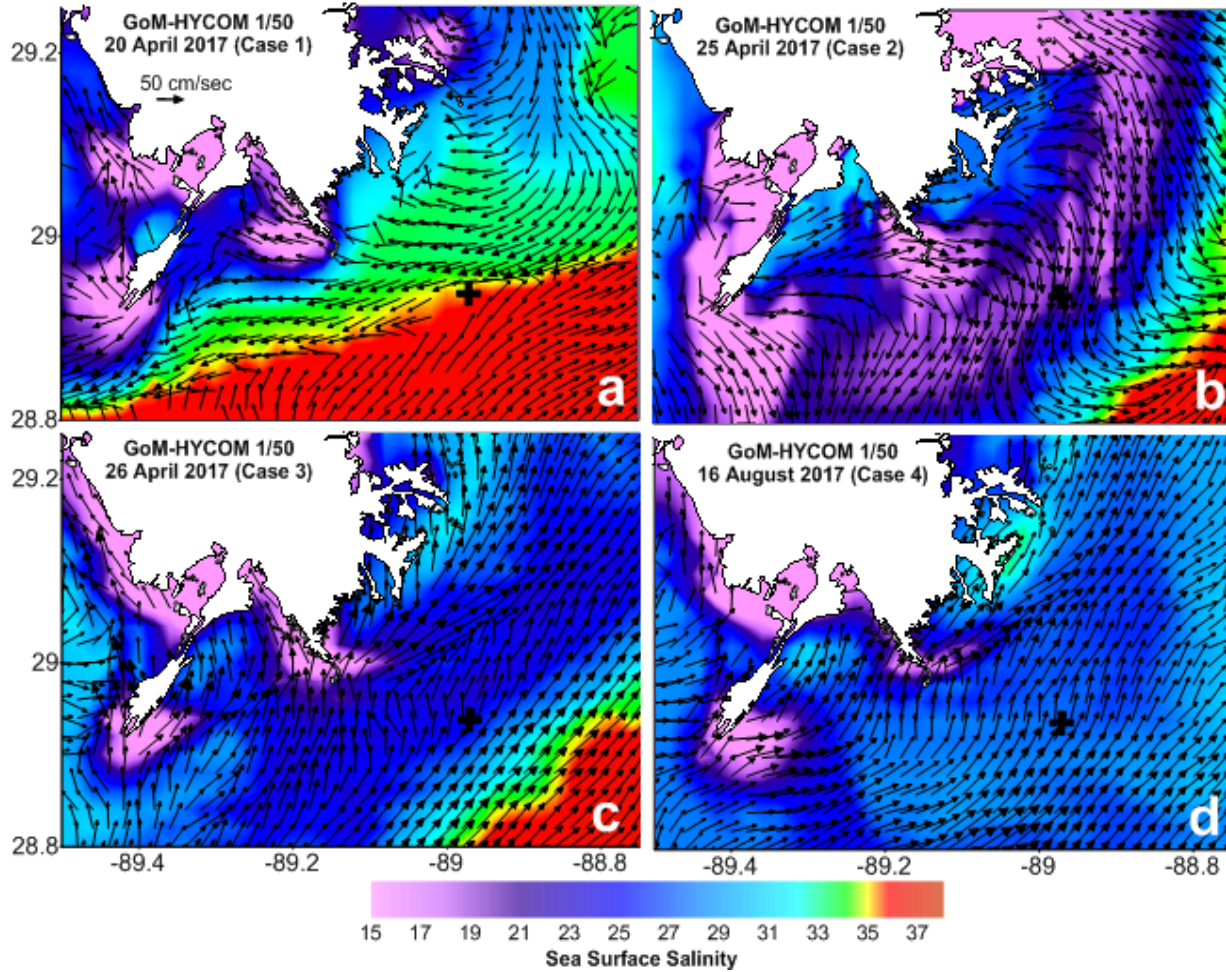 GoM-HYCOM 1/50
20 April 2017 (Case 1)
50 cm/sec
a
GoM-HYCOM 1/50
25 April 2017 (Case 2)
b
29.2
29
28.8
GoM-HYCOM 1/50
26 April 2017 (Case 3)
c
GoM-HYCOM 1/50
16 August 2017 (Case 4)
d
29.2
29
28.8
-89.4 -89.2 -89 -88.8
-89.4 -89.2 -89 -88.8
15 17 19 21 23 25 27 29 31 33 35 37
Sea Surface Salinity